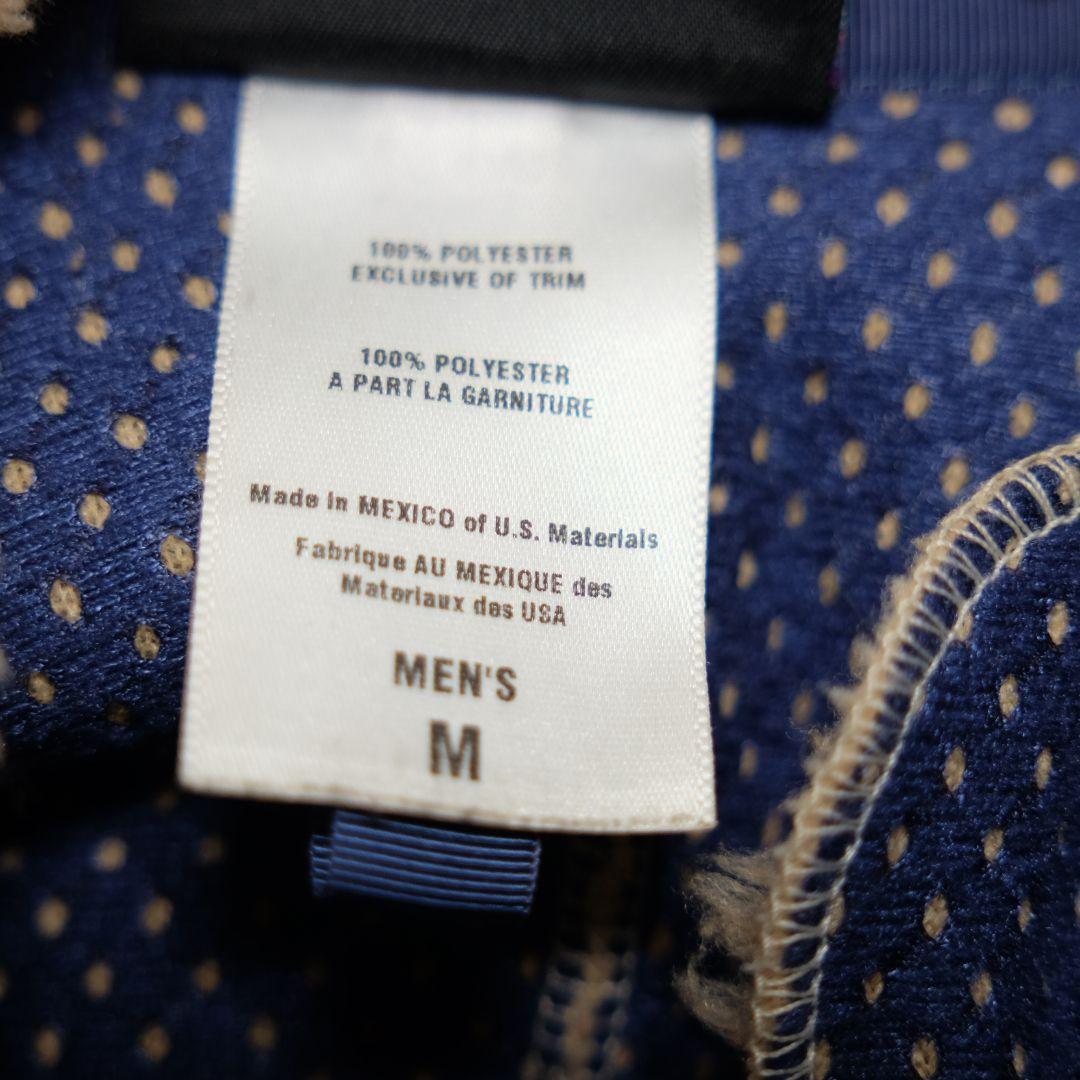 100% POLYESTER
EXCLUSIVE OF TRIM
100% POLYESTER
A PART LA GARNITURE
Made in MEXICO of U.S. Materials
Fabrique AU MEXIQUE des
Materiaux des USA
MEN'S
M